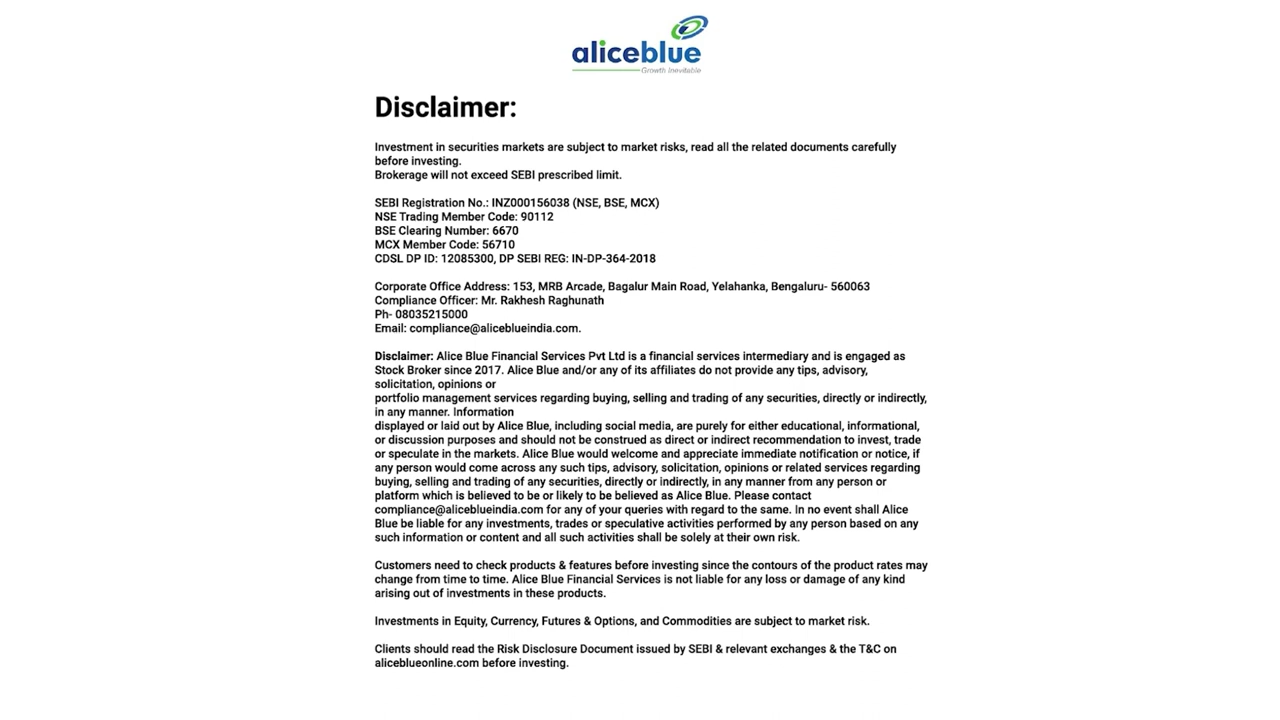 aliceblue
Growth Inevitable
Disclaimer:
Investment in securities markets are subject to market risks, read all the related documents carefully
before investing.
Brokerage will not exceed SEBI prescribed limit.
SEBI Registration No.: INZ000156038 (NSE, BSE, MCX)
NSE Trading Member Code: 90112
BSE Clearing Number: 6670
MCX Member Code: 56710
CDSL DP ID: 12085300, DP SEBI REG: IN-DP-364-2018
Corporate Office Address: 153, MRB Arcade, Bagalur Main Road, Yelahanka, Bengaluru- 560063
Compliance Officer: Mr. Rakhesh Raghunath
Ph- 08035215000
Email: compliance@aliceblueindia.com.
Disclaimer: Alice Blue Financial Services Pvt Ltd is a financial services intermediary and is engaged as
Stock Broker since 2017. Alice Blue and/or any of its affiliates do not provide any tips, advisory,
solicitation, opinions or
portfolio management services regarding buying, selling and trading of any securities, directly or indirectly,
in any manner. Information
displayed or laid out by Alice Blue, including social media, are purely for either educational, informational,
or discussion purposes and should not be construed as direct or indirect recommendation to invest, trade
or speculate in the markets. Alice Blue would welcome and appreciate immediate notification or notice, if
any person would come across any such tips, advisory, solicitation, opinions or related services regarding
buying, selling and trading of any securities, directly or indirectly, in any manner from any person or
platform which is believed to be or likely to be believed as Alice Blue. Please contact
compliance@aliceblueindia.com for any of your queries with regard to the same. In no event shall Alice
Blue be liable for any investments, trades or speculative activities performed by any person based on any
such information or content and all such activities shall be solely at their own risk.
Customers need to check products & features before investing since the contours of the product rates may
change from time to time. Alice Blue Financial Services is not liable for any loss or damage of any kind
arising out of investments in these products.
Investments in Equity, Currency, Futures & Options, and Commodities are subject to market risk.
Clients should read the Risk Disclosure Document issued by SEBI & relevant exchanges & the T&C on
aliceblueonline.com before investing.